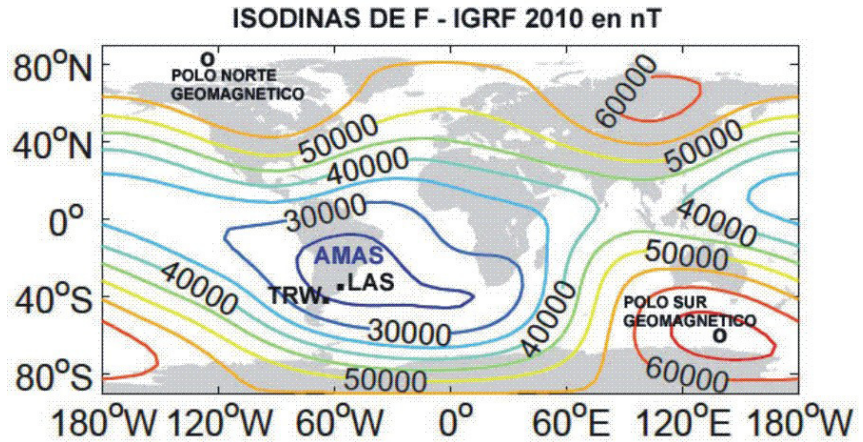 ISODINAS DE F - IGRF 2010 en nT
80°N
40°N
0°
40°S
80°S
180°W
120°W
60°W
0°
60°E
120°E
180°W
POLO NORTE
GEOMAGNETICO
60000
50000
50000
40000
40000
30000
50000
AMAS
LAS
TRW
40000
40000
30000
POLO SUR
GEOMAGNETICO
50000
60000